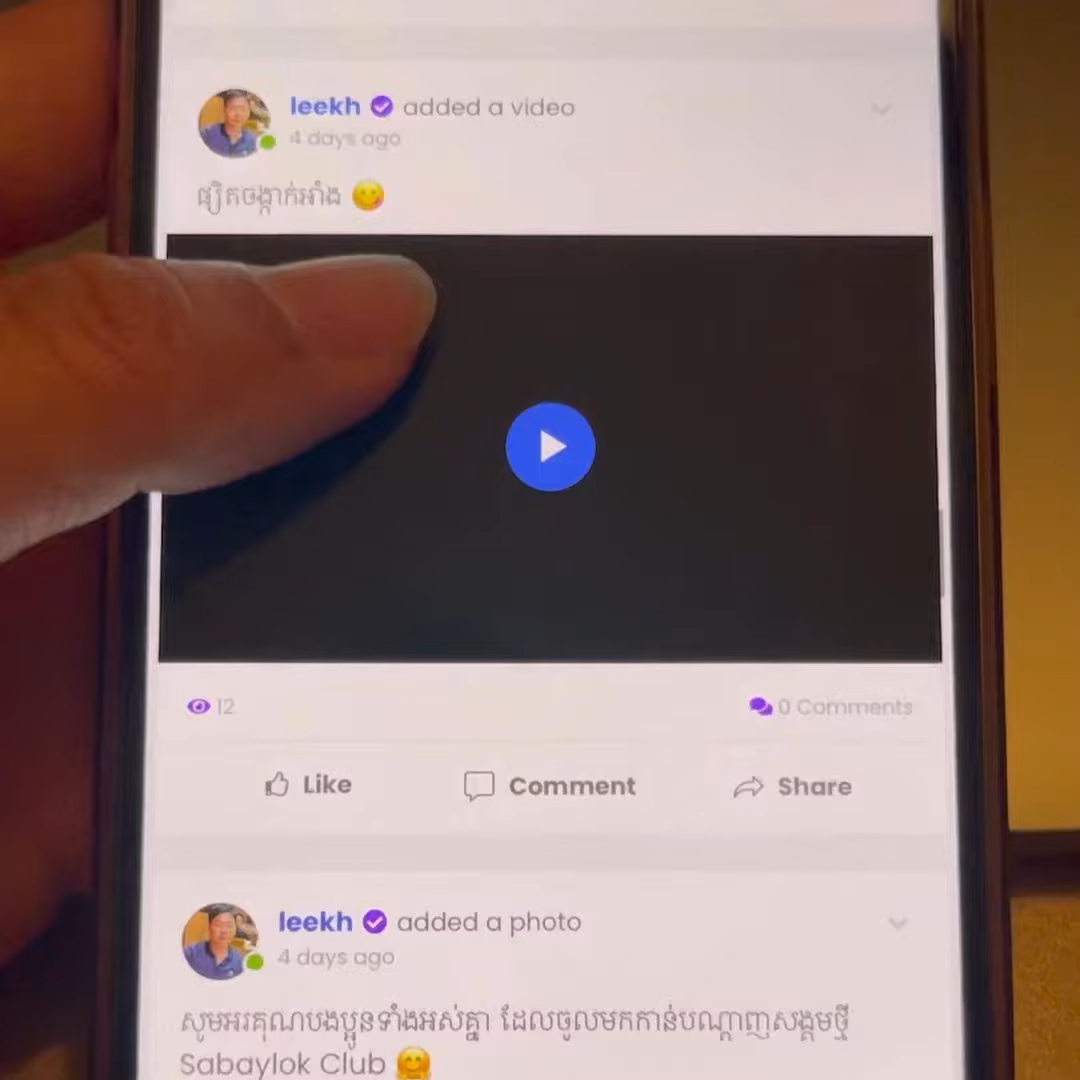 leekh added a video
4 days ago
ផ្សិតចង្កាក់អាំង 😋
12
0 Comments
Like
Comment
Share
leekh added a photo
4 days ago
សូមអរគុណបងប្អូនទាំងអស់គ្នា ដែលចូលមកកាន់បណ្ដាញសង្គមថ្មី
Sabaylok Club 🤗